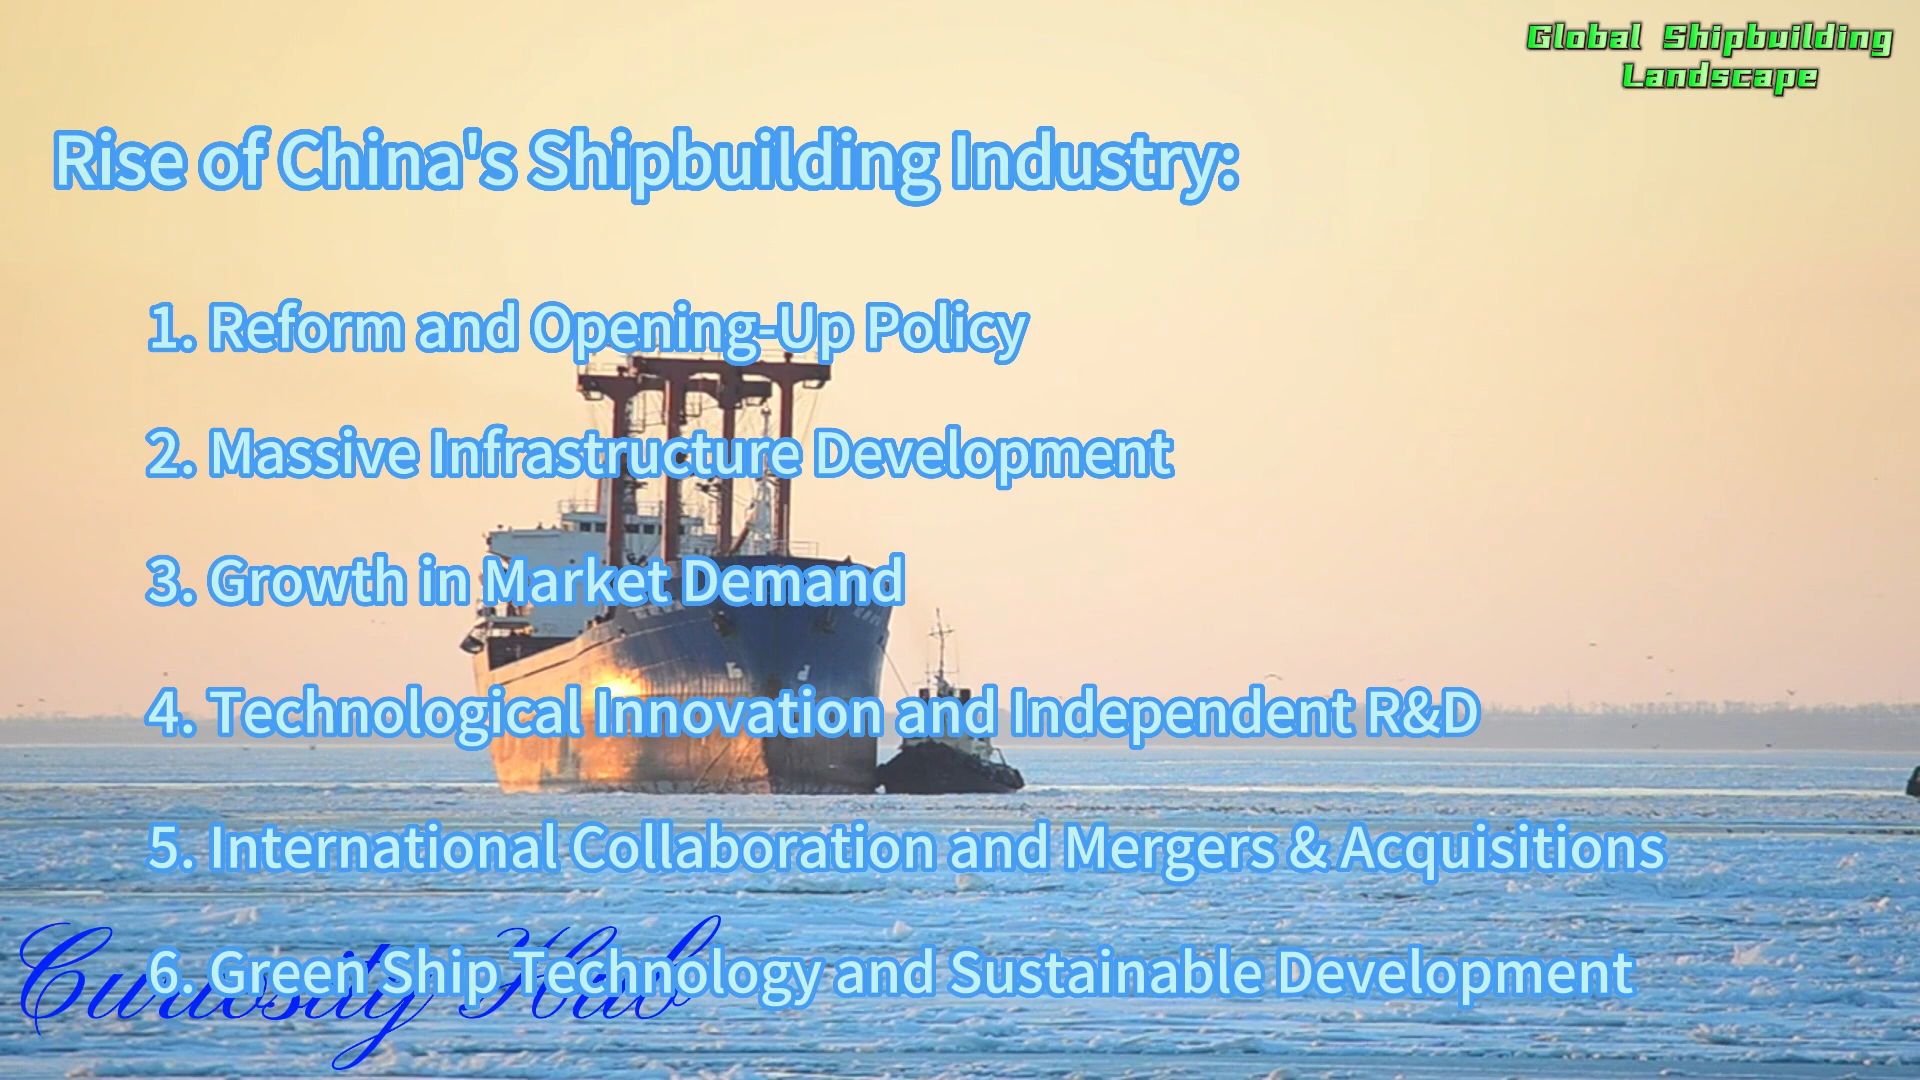 Global Shipbuilding
Landscape
Rise of China's Shipbuilding Industry:
1. Reform and Opening-Up Policy
2. Massive Infrastructure Development
3. Growth in Market Demand
4. Technological Innovation and Independent R&D
5. International Collaboration and Mergers & Acquisitions
6. Green Ship Technology and Sustainable Development
Curiosity Hub